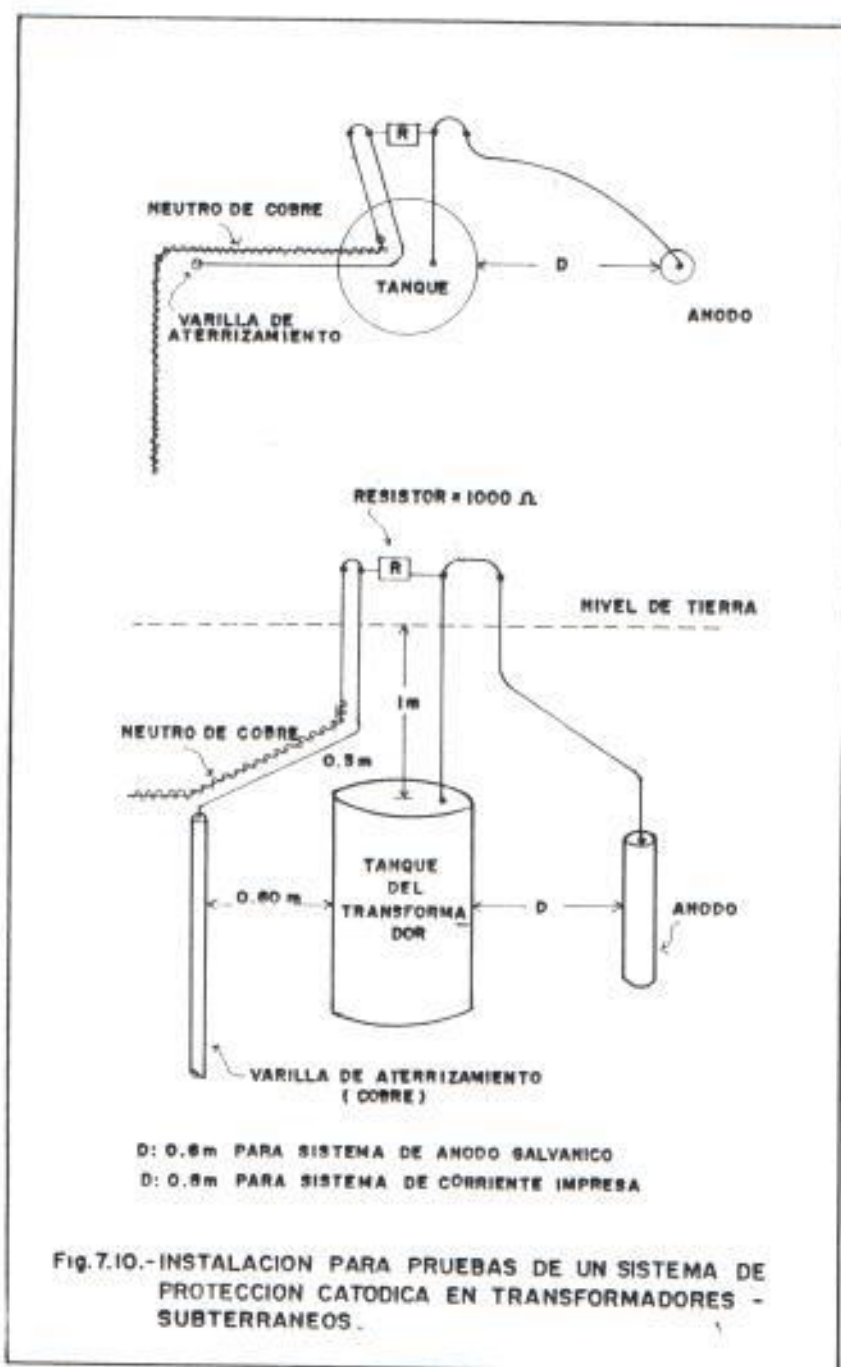 R
NEUTRO DE COBRE
D
TANQUE
ANODO
VARILLA DE
ATERRIZAMIENTO
RESISTOR = 1000 Ω
R
NIVEL DE TIERRA
1m
NEUTRO DE COBRE
0.5m
TANQUE
DEL
TRANSFORMA
DOR
0.60 m
D
ANODO
VARILLA DE ATERRIZAMIENTO
( COBRE )
D: 0.6m PARA SISTEMA DE ANODO GALVANICO
D: 0.8m PARA SISTEMA DE CORRIENTE IMPRESA
Fig.7.10.- INSTALACION PARA PRUEBAS DE UN SISTEMA DE
PROTECCION CATODICA EN TRANSFORMADORES -
SUBTERRANEOS.